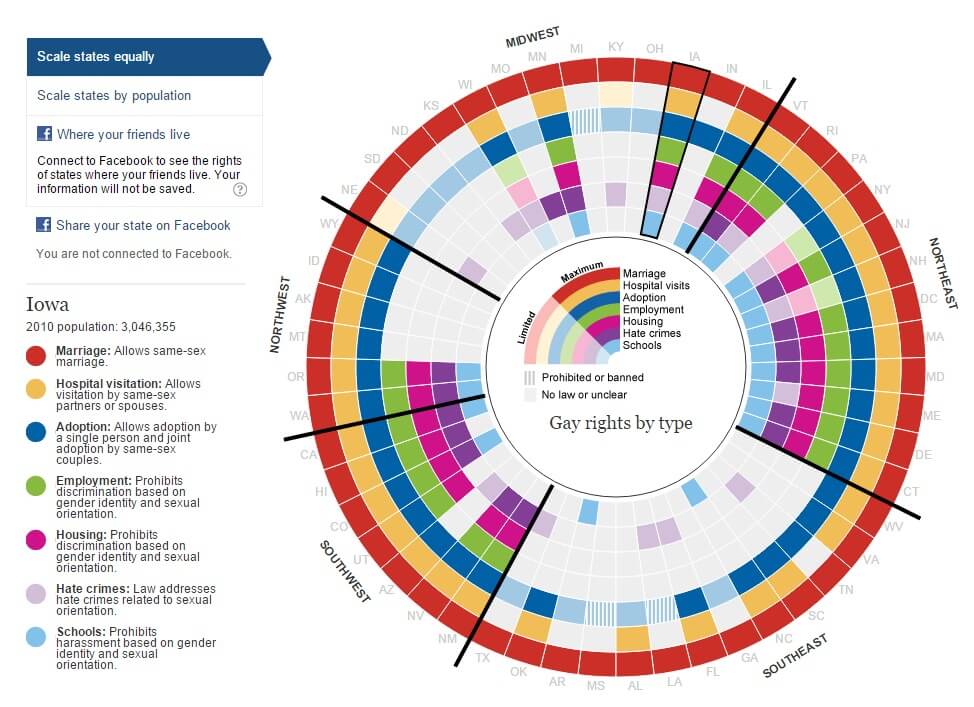 Scale states equally
Scale states by population
Where your friends live
Connect to Facebook to see the rights
of states where your friends live. Your
information will not be saved.
?
Share your state on Facebook
You are not connected to Facebook.
Iowa
2010 population: 3,046,355
Marriage: Allows same-sex
marriage.
Hospital visitation: Allows
visitation by same-sex
partners or spouses.
Adoption: Allows adoption by
a single person and joint
adoption by same-sex
couples.
Employment: Prohibits
discrimination based on
gender identity and sexual
orientation.
Housing: Prohibits
discrimination based on
gender identity and sexual
orientation.
Hate crimes: Law addresses
hate crimes related to sexual
orientation.
Schools: Prohibits
harassment based on gender
identity and sexual
orientation.
MIDWEST
NE
SD
ND
KS
WI
MO
MN
MI
KY
OH
IA
IN
IL
NORTHEAST
VT
RI
PA
NY
NJ
NH
DC
MA
MD
ME
DE
CT
SOUTHEAST
WV
VA
TN
SC
NC
GA
FL
LA
AL
MS
AR
OK
TX
SOUTHWEST
NM
NV
AZ
UT
CO
HI
CA
NORTHWEST
WA
OR
MT
AK
ID
WY
Limited
Maximum
Marriage
Hospital visits
Adoption
Employment
Housing
Hate crimes
Schools
Prohibited or banned
No law or unclear
Gay rights by type